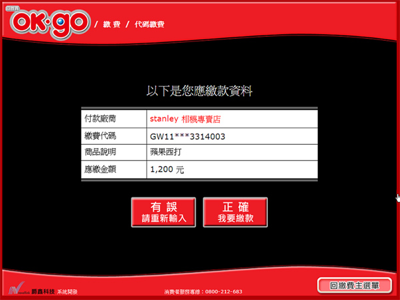 OK·go / 繳 費 / 代碼繳費
以下是您應繳款資料
付款廠商 stanley 相機專賣店
繳費代碼 GW11***3314003
商品說明 蘋果西打
應繳金額 1,200 元
有 誤 正 確
請重新輸入 我要繳款
系統開發 消費者服務專線：0800-212-683 回繳費主選單